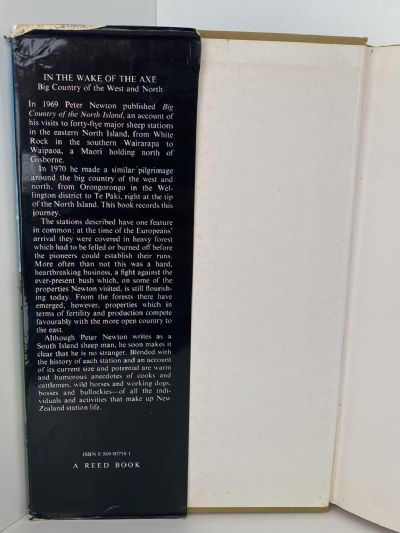 IN THE WAKE OF THE AXE
Big Country of the West and North
In 1969 Peter Newton published Big
Country of the North Island, an account of
his visits to forty-five major sheep stations
in the eastern North Island, from White
Rock in the southern Wairarapa to
Waipaoa, a Maori holding north of
Gisborne.
In 1970 he made a similar pilgrimage
around the big country of the west and
north, from Orongorongo in the Wel-
lington district to Te Paki, right at the tip
of the North Island. This book records this
journey.
The stations described have one feature
in common: at the time of the Europeans'
arrival they were covered in heavy forest
which had to be felled or burned off before
the pioneers could establish their runs.
More often than not this was a hard,
heartbreaking business, a fight against the
ever-present bush which, on some of the
properties Newton visited, is still flourish-
ing today. From the forests there have
emerged, however, properties which in
terms of fertility and production compete
favourably with the more open country to
the east.
Although Peter Newton writes as a
South Island sheep man, he soon makes it
clear that he is no stranger. Blended with
the history of each station and an account
of its current size and potential are warm
and humorous anecdotes of cooks and
cattlemen, wild horses and working dogs,
bosses and bullockies—of all the indi-
viduals and activities that make up New
Zealand station life.
ISBN 0 589 00716 1
A REED BOOK